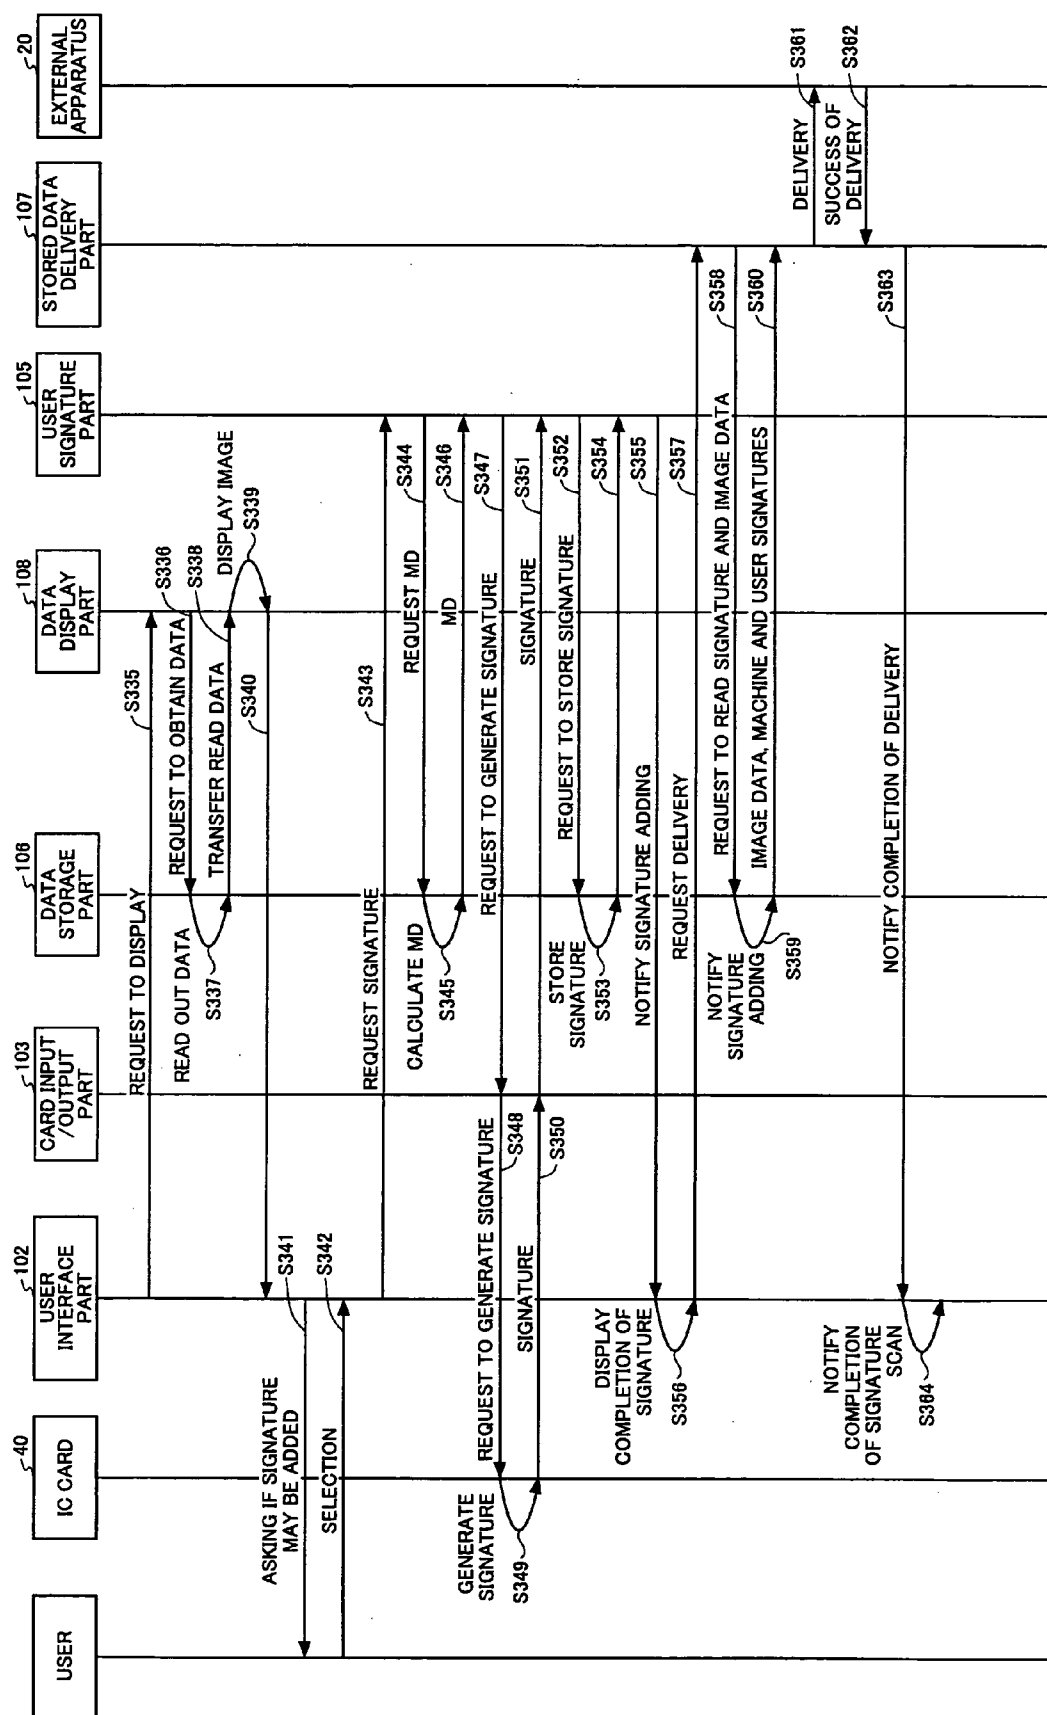 USER
40
IC CARD
102
USER
INTERFACE
PART
103
CARD INPUT
/OUTPUT
PART
106
DATA
STORAGE
PART
108
DATA
DISPLAY
PART
105
USER
SIGNATURE
PART
107
STORED DATA
DELIVERY
PART
20
EXTERNAL
APPARATUS
REQUEST TO DISPLAY
S335
REQUEST TO OBTAIN DATA
S336
READ OUT DATA
S337
TRANSFER READ DATA
S338
DISPLAY IMAGE
S339
S340
ASKING IF SIGNATURE
MAY BE ADDED
S341
SELECTION
S342
REQUEST SIGNATURE
S343
REQUEST MD
S344
CALCULATE MD
S345
MD
S346
REQUEST TO GENERATE SIGNATURE
S347
REQUEST TO GENERATE SIGNATURE
S348
GENERATE
SIGNATURE
S349
SIGNATURE
S350
SIGNATURE
S351
REQUEST TO STORE SIGNATURE
S352
STORE
SIGNATURE
S353
S354
NOTIFY SIGNATURE ADDING
S355
DISPLAY
COMPLETION OF
SIGNATURE
S356
REQUEST DELIVERY
S357
REQUEST TO READ SIGNATURE AND IMAGE DATA
S358
NOTIFY
SIGNATURE
ADDING
S359
IMAGE DATA, MACHINE AND USER SIGNATURES
S360
DELIVERY
S361
SUCCESS OF
DELIVERY
S362
NOTIFY COMPLETION OF DELIVERY
S363
NOTIFY
COMPLETION
OF SIGNATURE
SCAN
S364